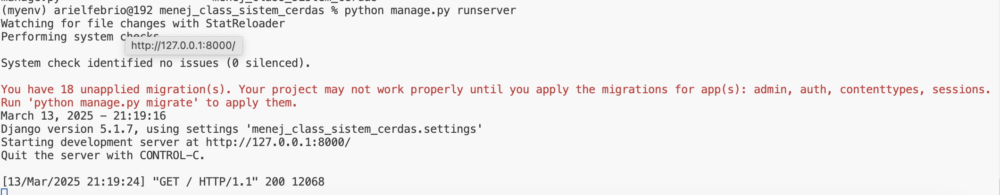 (myenv) arielfebrio@192 menej_class_sistem_cerdas % python manage.py runserver
Watching for file changes with StatReloader
Performing system checks
http://127.0.0.1:8000/
System check identified no issues (0 silenced).
You have 18 unapplied migration(s). Your project may not work properly until you apply the migrations for app(s): admin, auth, contenttypes, sessions.
Run 'python manage.py migrate' to apply them.
March 13, 2025 - 21:19:16
Django version 5.1.7, using settings 'menej_class_sistem_cerdas.settings'
Starting development server at http://127.0.0.1:8000/
Quit the server with CONTROL-C.
[13/Mar/2025 21:19:24] "GET / HTTP/1.1" 200 12068